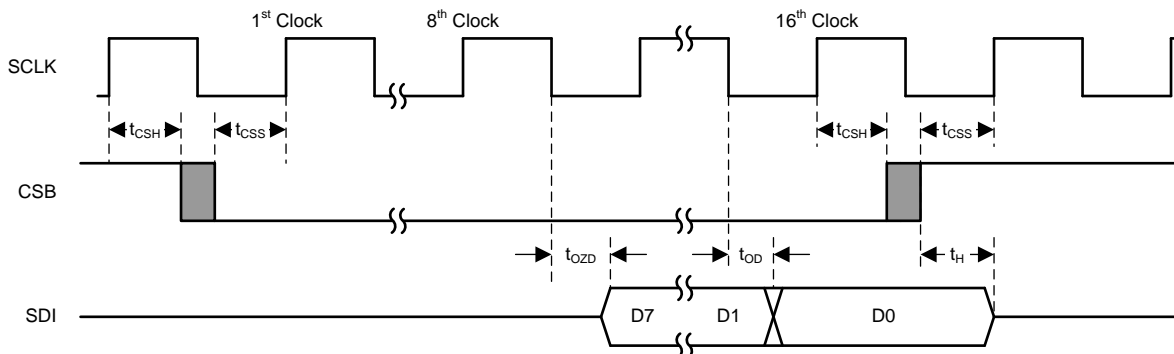 1st Clock 8th Clock 16th Clock
SCLK
tCSH tCSS tCSH tCSS
CSB
tOZD tOD tH
SDI D7 D1 D0